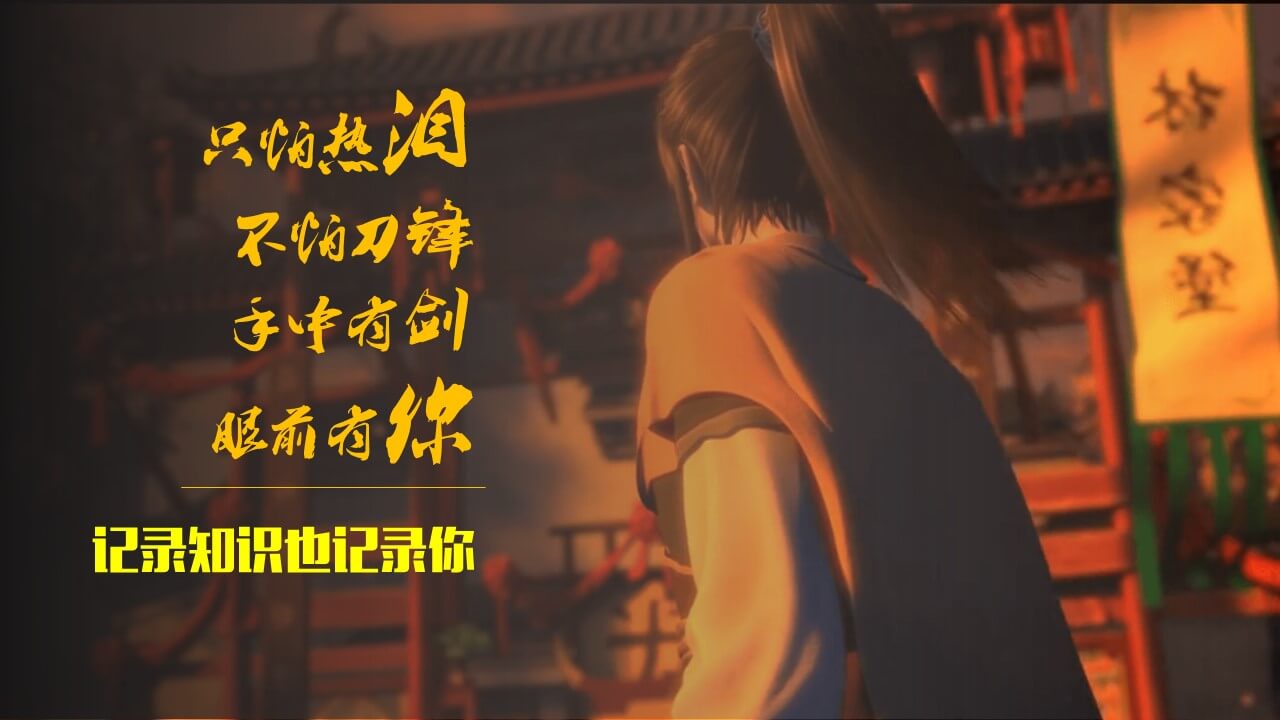 只怕热泪
不怕刀锋
手中有剑
眼前有你
记录知识也记录你